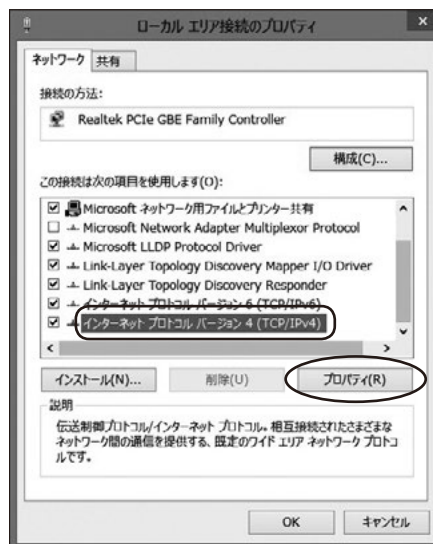 ローカル エリア接続のプロパティ
ネットワーク 共有
接続の方法:
Realtek PCIe GBE Family Controller
構成(C)...
この接続は次の項目を使用します(O):
Microsoft ネットワーク用ファイルとプリンター共有
Microsoft Network Adapter Multiplexor Protocol
Microsoft LLDP Protocol Driver
Link-Layer Topology Discovery Mapper I/O Driver
Link-Layer Topology Discovery Responder
インターネット プロトコル バージョン 6 (TCP/IPv6)
インターネット プロトコル バージョン 4 (TCP/IPv4)
インストール(N)... 削除(U) プロパティ(R)
説明
伝送制御プロトコル/インターネット プロトコル。相互接続されたさまざまな
ネットワーク間の通信を提供する、既定のワイド エリア ネットワーク プロトコ
ルです。
OK キャンセル